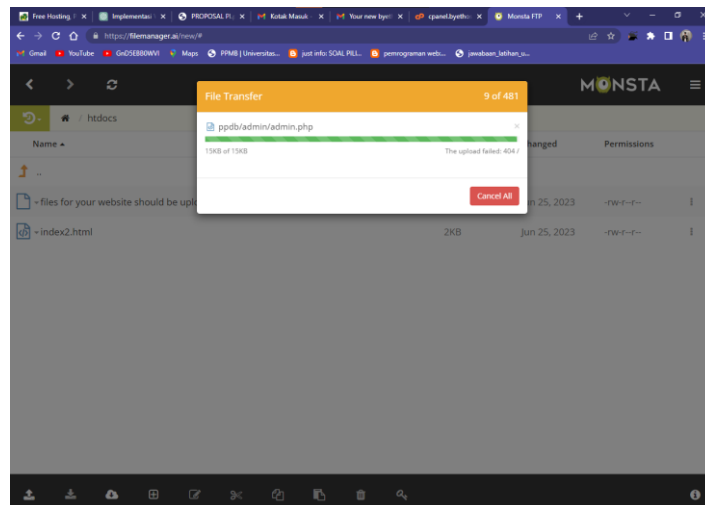 Free Hosting, F
Implementasi
PROPOSAL PL
Kotak Masuk -
Your new byet
cpanel.byetho
Monsta FTP
https://filemanager.ai/new/#
Gmail
YouTube
GnD5E8B0WVI
Maps
PPMB | Universitas...
just info: SOAL PILI...
pemrograman web:...
jawabaan_latihan_u...
MONSTA
File Transfer
9 of 481
/ htdocs
ppdb/admin/admin.php
15KB of 15KB
The upload failed: 404 /
Cancel All
Name
hanged
Permissions
..
files for your website should be uplo
n 25, 2023
-rw-r--r--
index2.html
2KB
Jun 25, 2023
-rw-r--r--